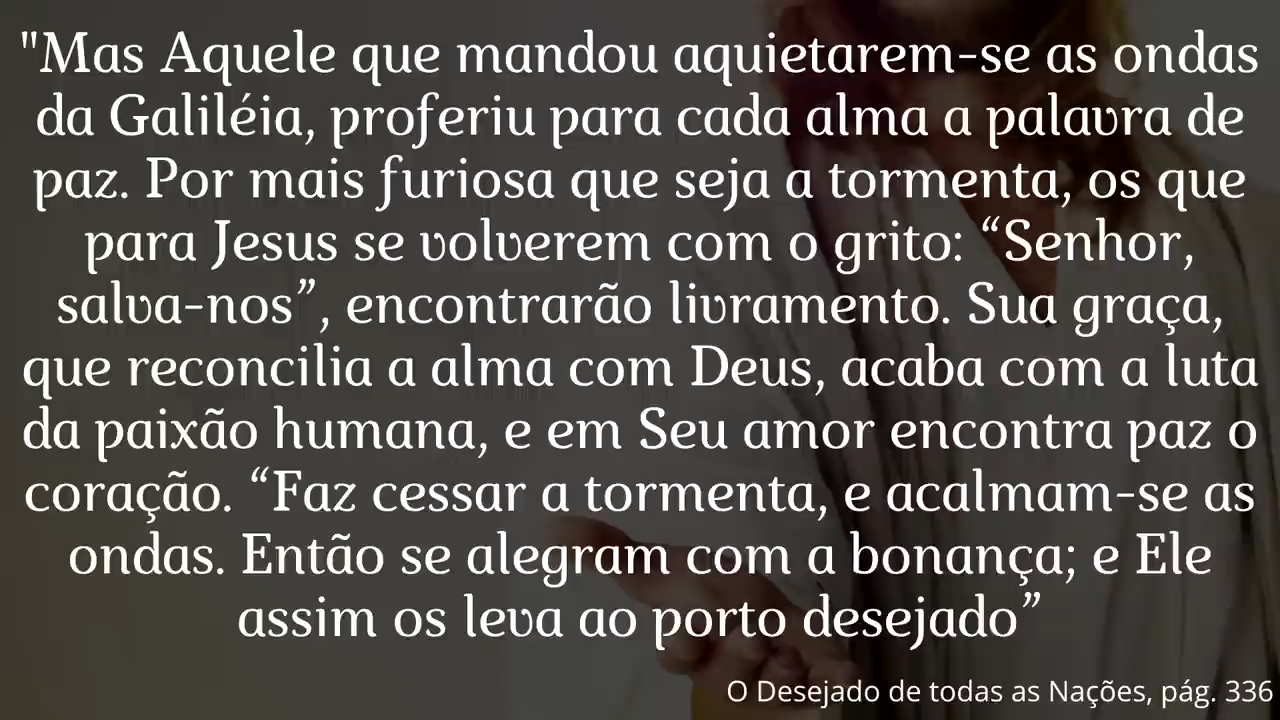 "Mas Aquele que mandou aquietarem-se as ondas
da Galiléia, proferiu para cada alma a palavra de
paz. Por mais furiosa que seja a tormenta, os que
para Jesus se volverem com o grito: “Senhor,
salva-nos”, encontrarão livramento. Sua graça,
que reconcilia a alma com Deus, acaba com a luta
da paixão humana, e em Seu amor encontra paz o
coração. “Faz cessar a tormenta, e acalmam-se as
ondas. Então se alegram com a bonança; e Ele
assim os leva ao porto desejado”
O Desejado de todas as Nações, pág. 336